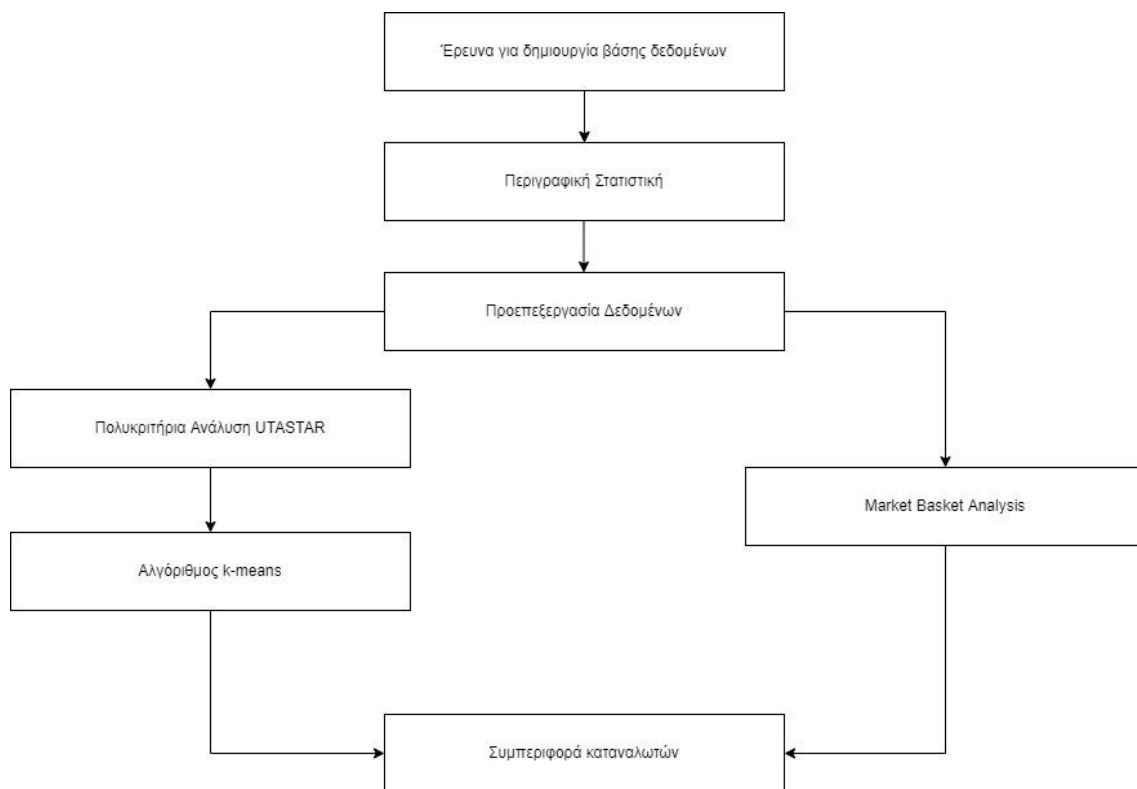 Έρευνα για δημιουργία βάσης δεδομένων
Περιγραφική Στατιστική
Προεπεξεργασία Δεδομένων
Πολυκριτήρια Ανάλυση UTASTAR
Market Basket Analysis
Αλγόριθμος k-means
Συμπεριφορά καταναλωτών